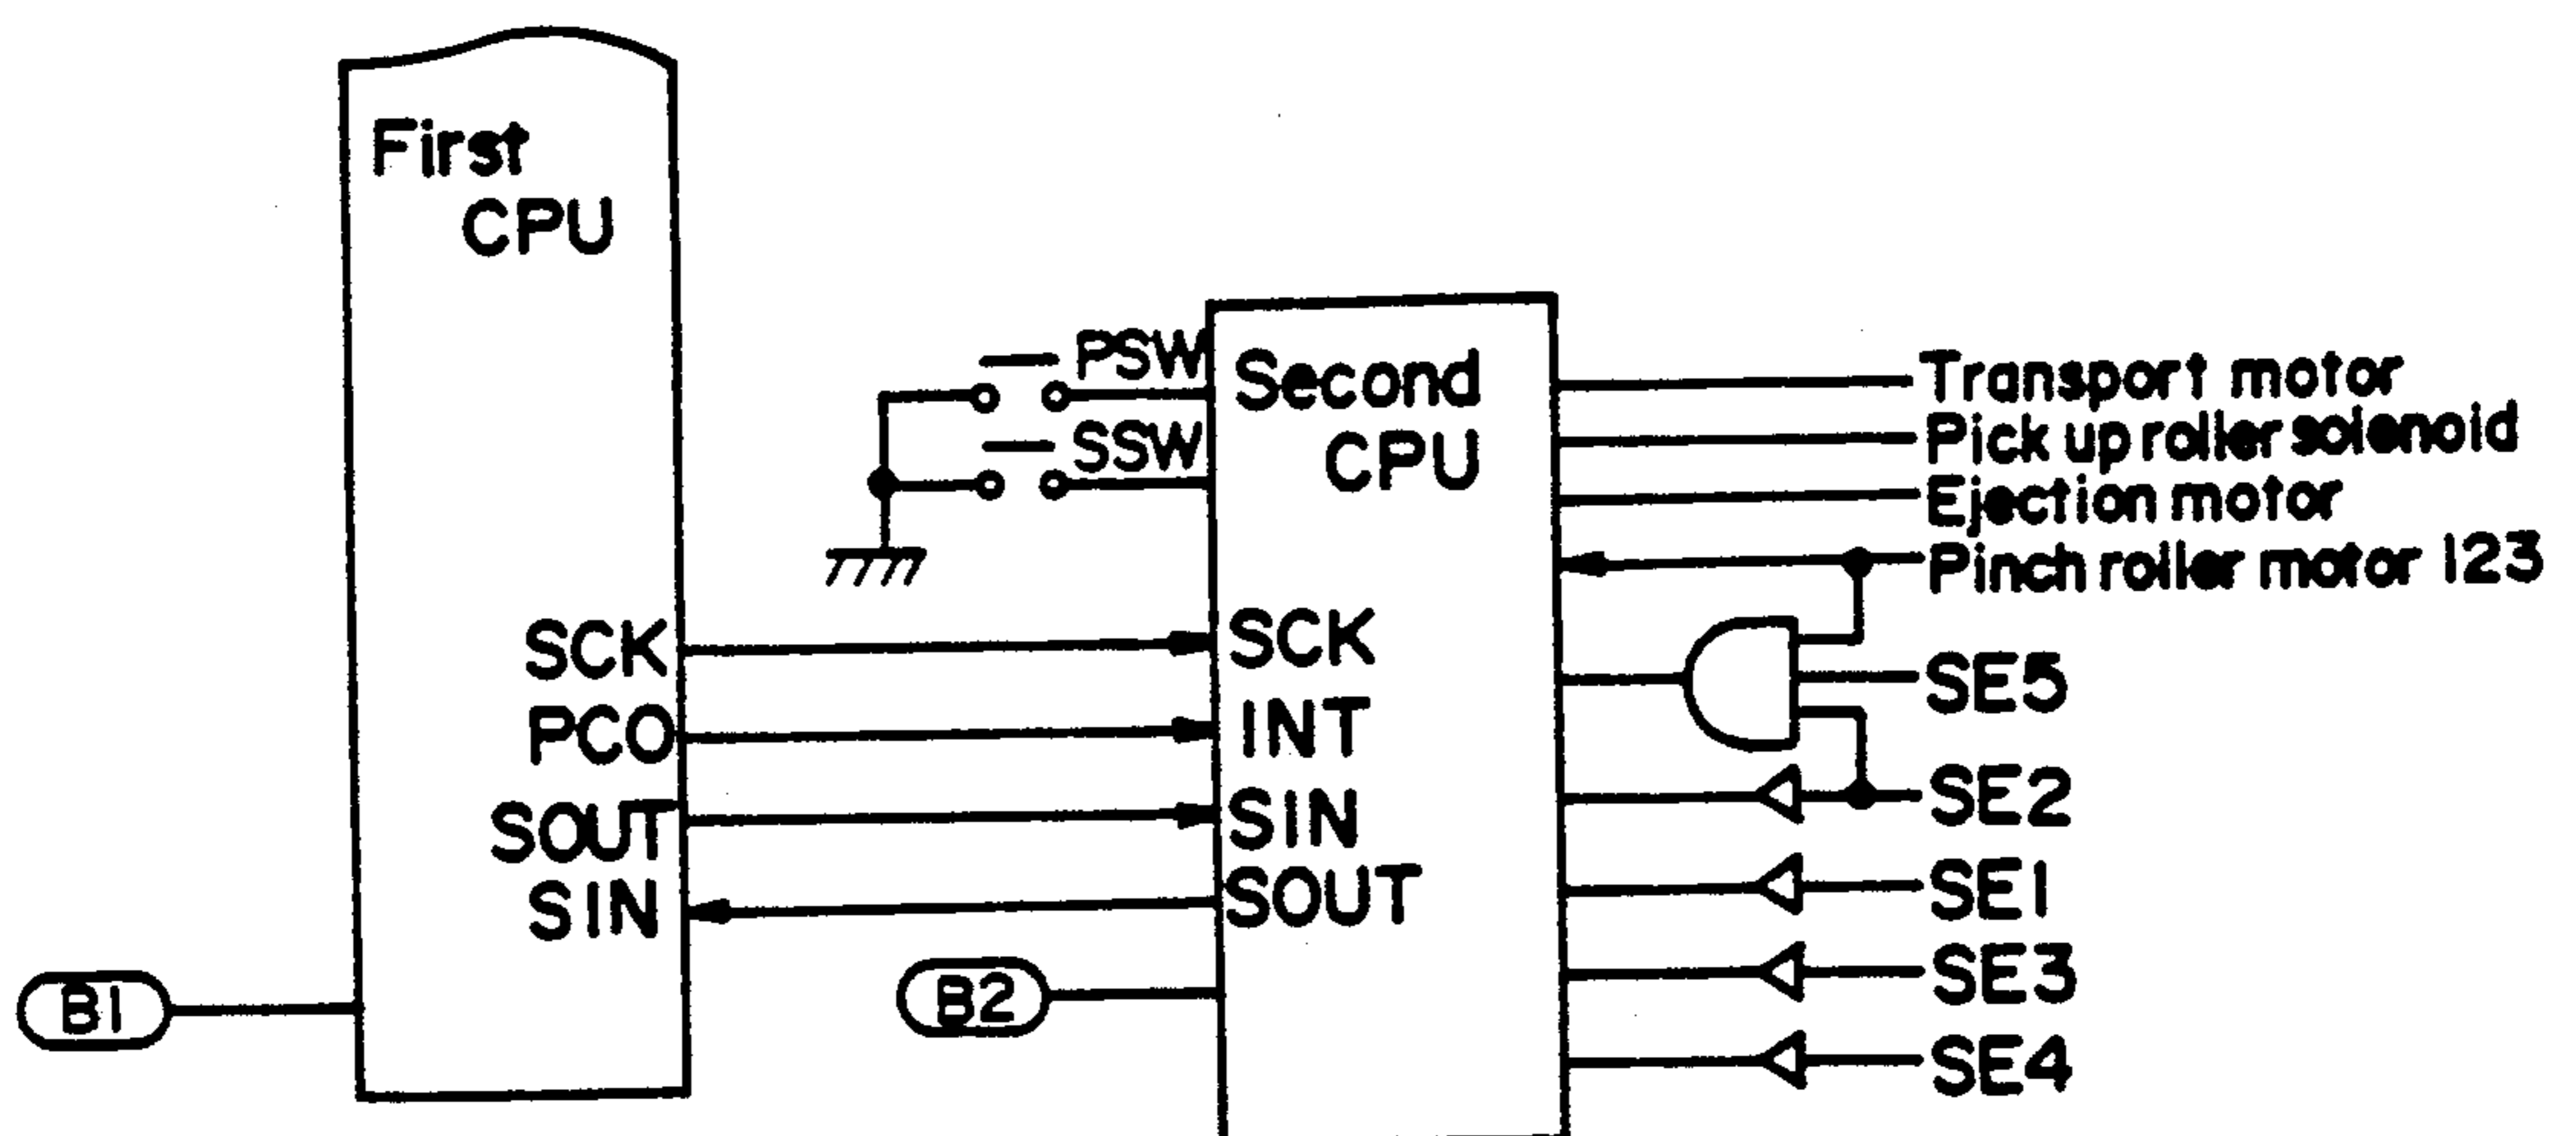 First
CPU
PSW
SSW
Second
CPU
Transport motor
Pick up roller solenoid
Ejection motor
Pinch roller motor 123
SCK
PCO
SOUT
SIN
SCK
INT
SIN
SOUT
SE5
SE2
SE1
SE3
SE4
B1
B2